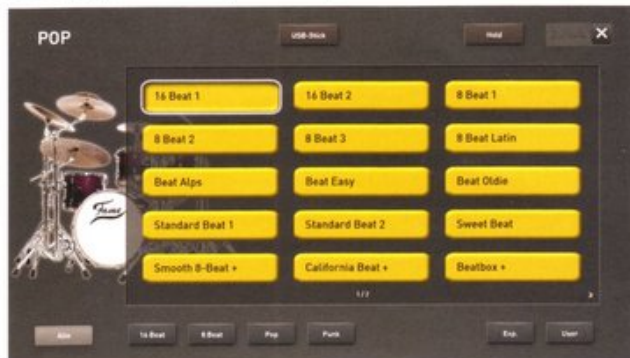 POP
USB-Stick
Hold
16 Beat 1
16 Beat 2
8 Beat 1
8 Beat 2
8 Beat 3
8 Beat Latin
Beat Alps
Beat Easy
Beat Oldie
Standard Beat 1
Standard Beat 2
Sweet Beat
Smooth 8-Beat +
California Beat +
Beatbox +
Fame
1/2
16 Beat
8 Beat
Pop
Punk
Exp.
User